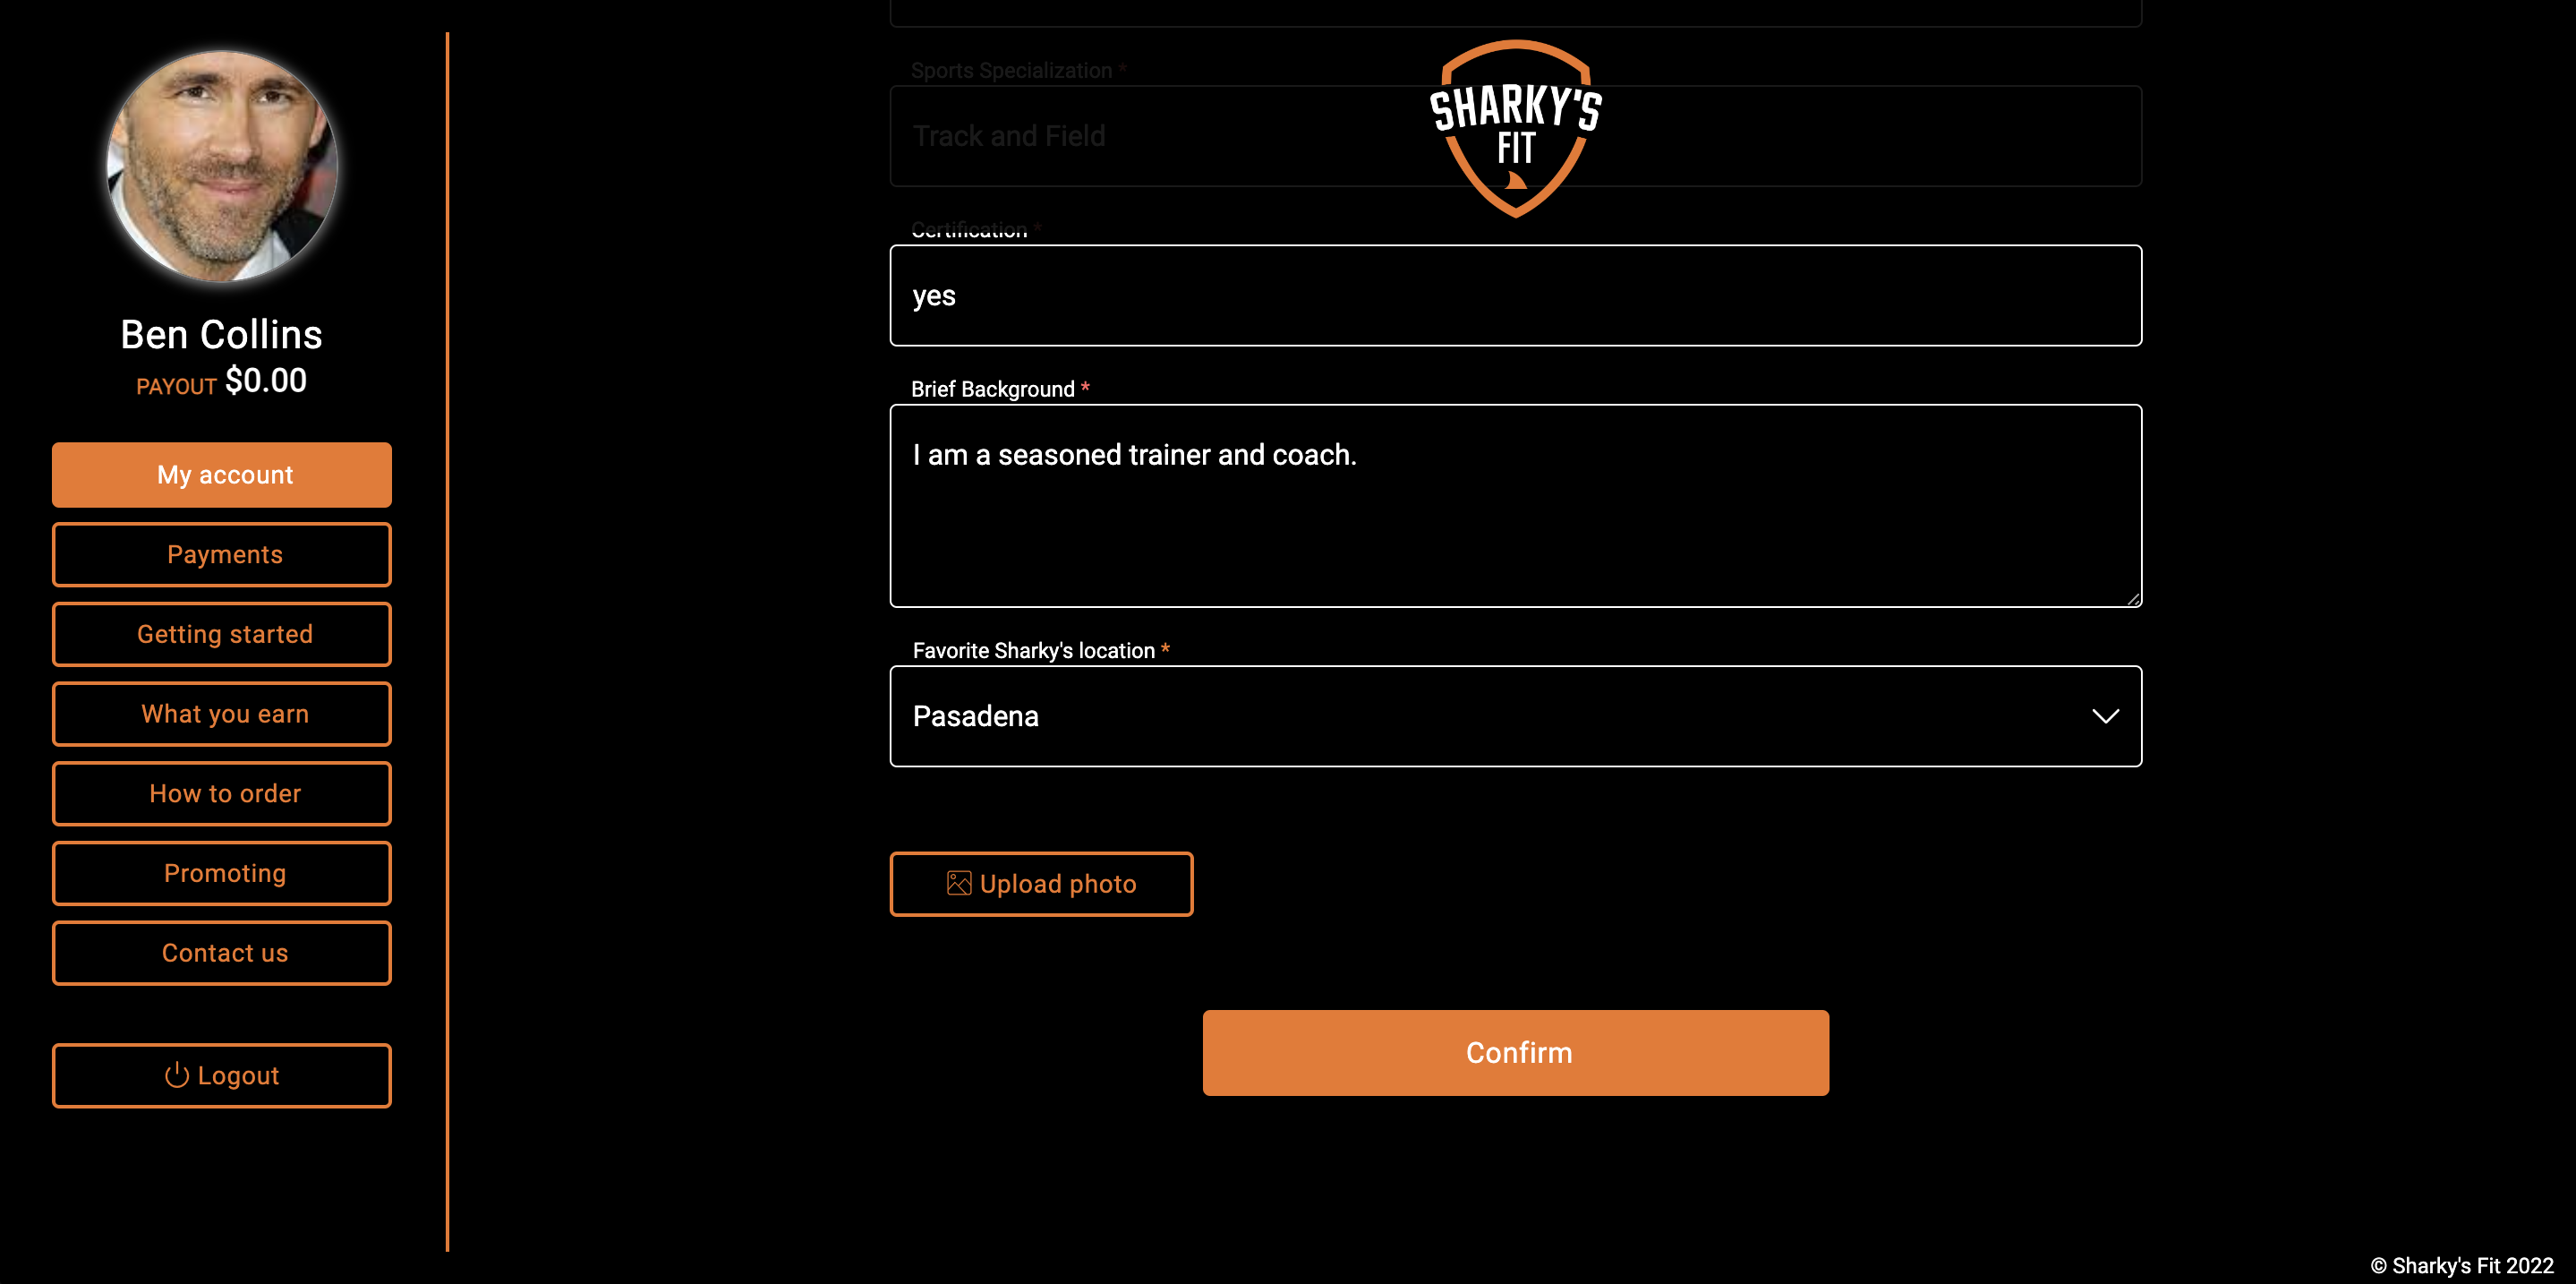 Ben Collins
PAYOUT $0.00
My account
Payments
Getting started
What you earn
How to order
Promoting
Contact us
Logout
SHARKY'S
FIT
Sports Specialization *
Track and Field
Certification *
yes
Brief Background *
I am a seasoned trainer and coach.
Favorite Sharky's location *
Pasadena
Upload photo
Confirm
© Sharky's Fit 2022